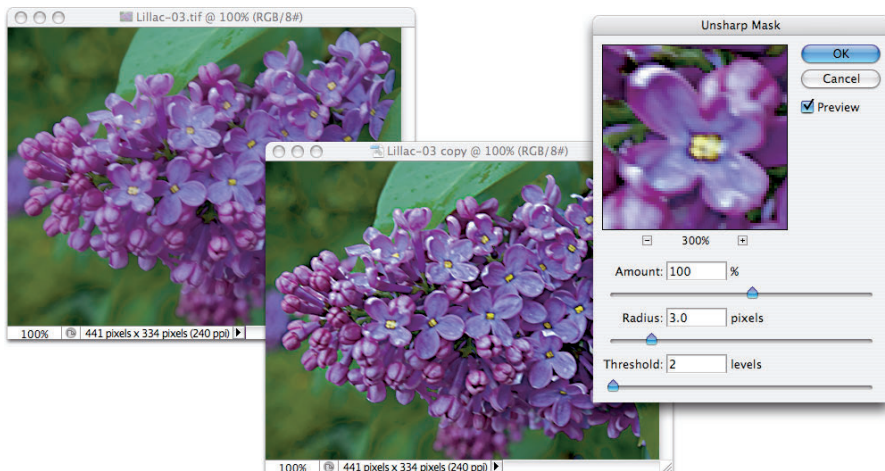 Lillac-03.tif @ 100% (RGB/8#)
100%
441 pixels x 334 pixels (240 ppi)
Lillac-03 copy @ 100% (RGB/8#)
100%
441 pixels x 334 pixels (240 ppi)
Unsharp Mask
OK
Cancel
Preview
300%
Amount: 100 %
Radius: 3.0 pixels
Threshold: 2 levels